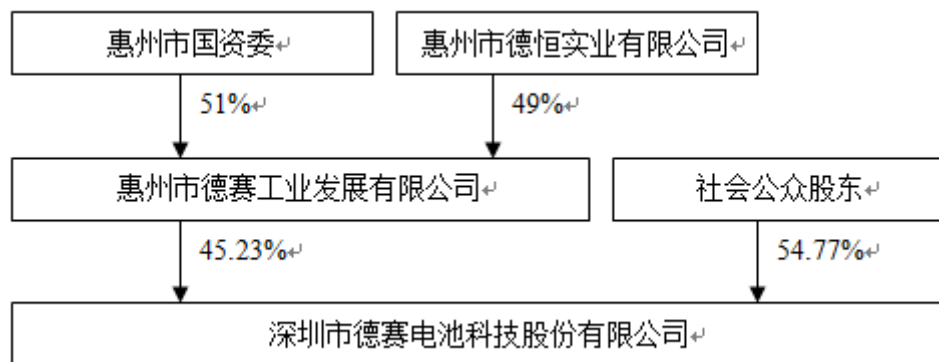 惠州市国资委
惠州市德恒实业有限公司
51%
49%
惠州市德赛工业发展有限公司
社会公众股东
45.23%
54.77%
深圳市德赛电池科技股份有限公司